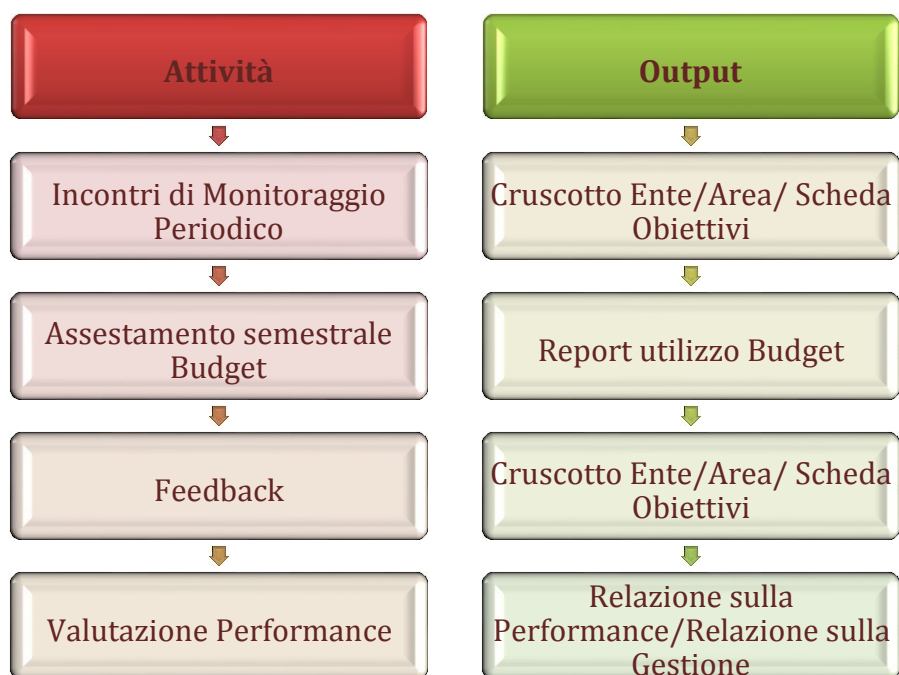 Attività
Incontri di Monitoraggio
Periodico
Assestamento semestrale
Budget
Feedback
Valutazione Performance
Output
Cruscotto Ente/Area/ Scheda
Obiettivi
Report utilizzo Budget
Cruscotto Ente/Area/ Scheda
Obiettivi
Relazione sulla
Performance/Relazione sulla
Gestione